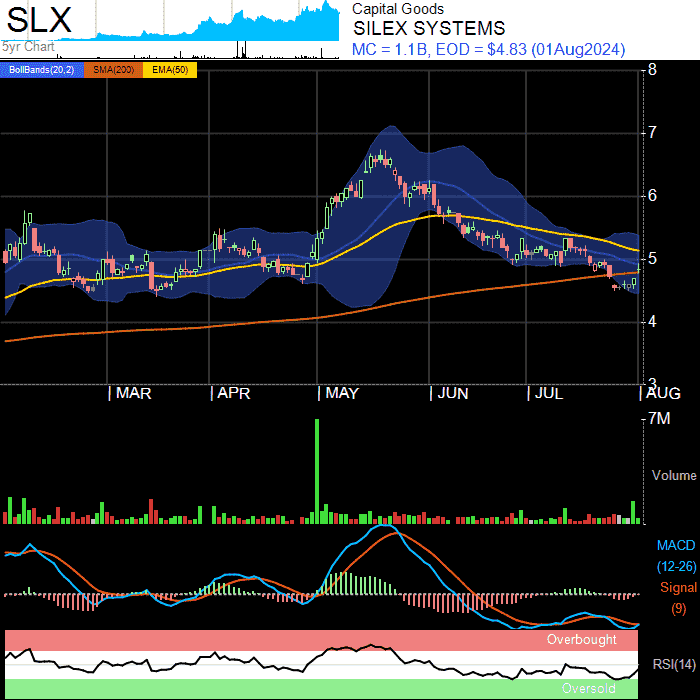 SLX
5yr Chart
Capital Goods
SILEX SYSTEMS
MC = 1.1B, EOD = $4.83 (01Aug2024)
BollBands(20,2) SMA(200) EMA(50)
8
7
6
5
4
3
MAR APR MAY JUN JUL AUG
7M
Volume
MACD
(12-26)
Signal
(9)
Overbought
RSI(14)
Oversold